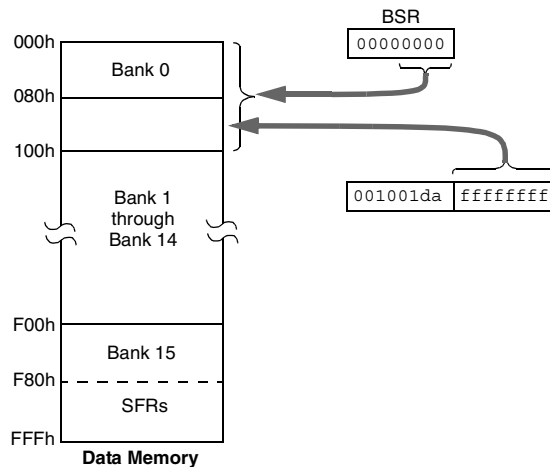 BSR
00000000
000h
Bank 0
080h
100h
001001da ffffffff
Bank 1
through
Bank 14
F00h
Bank 15
F80h
SFRs
FFFh
Data Memory